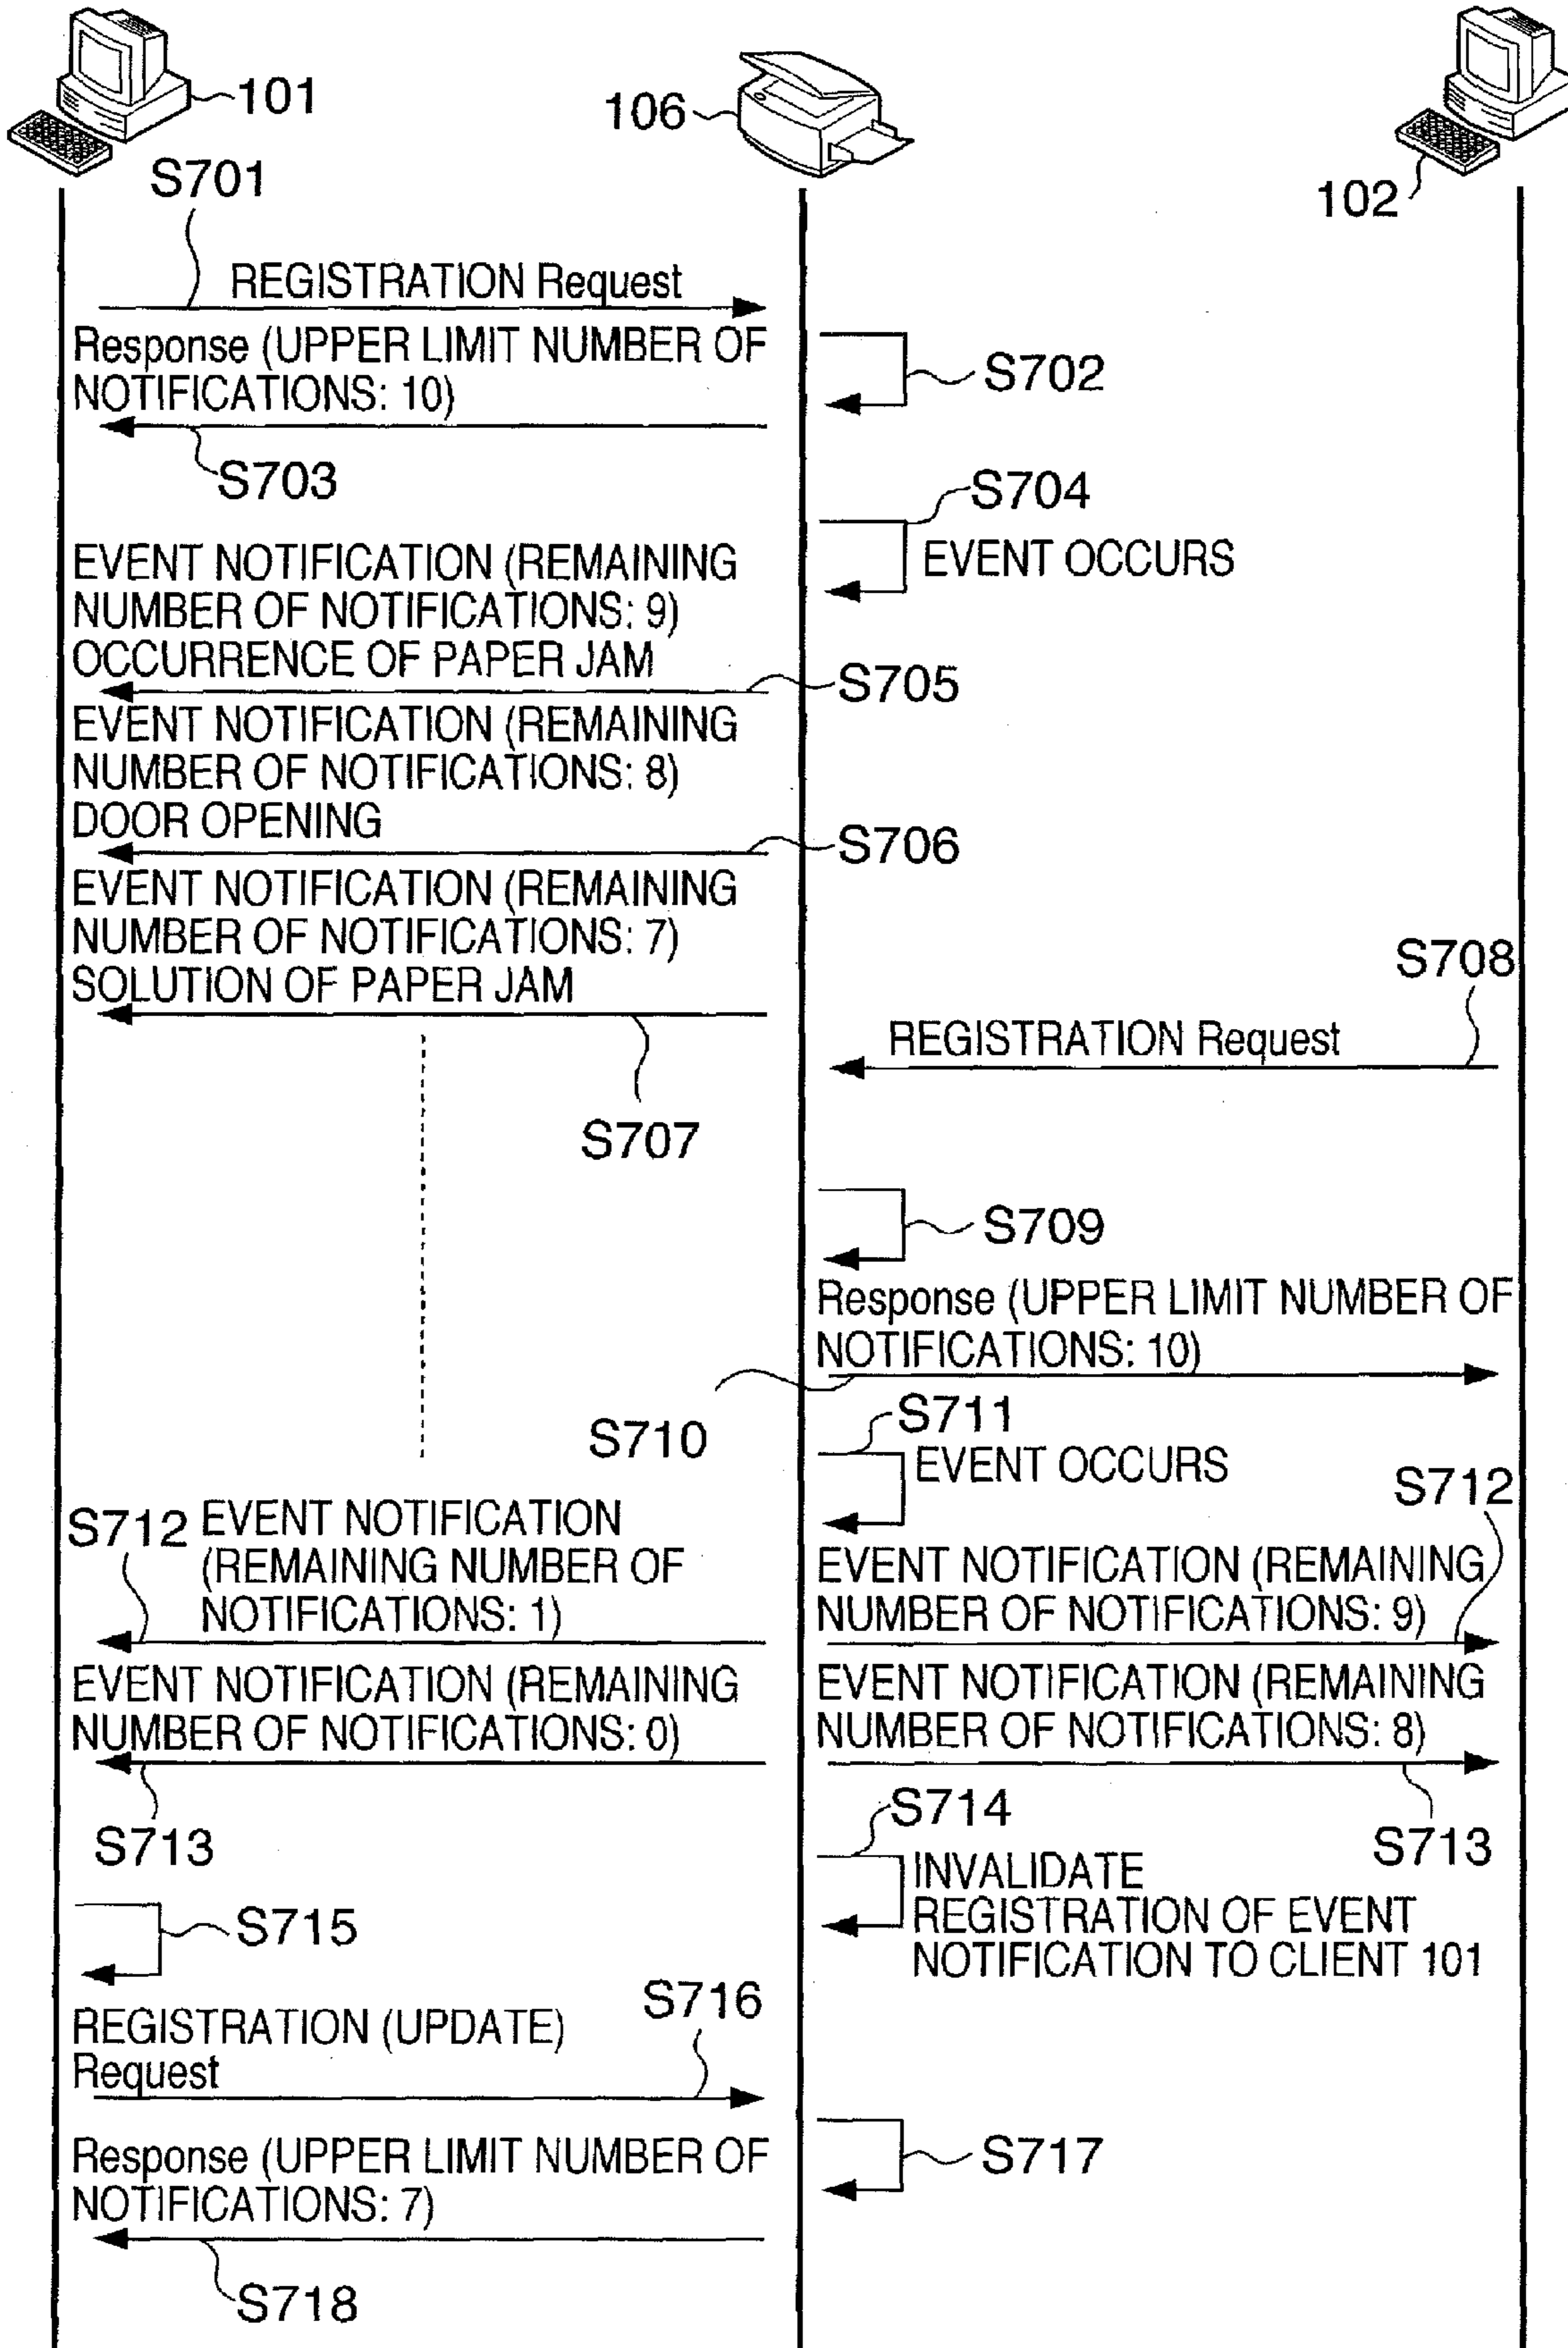 101
106
102
S701
REGISTRATION Request
Response (UPPER LIMIT NUMBER OF
NOTIFICATIONS: 10)
S702
S703
S704
EVENT OCCURS
EVENT NOTIFICATION (REMAINING
NUMBER OF NOTIFICATIONS: 9)
OCCURRENCE OF PAPER JAM
S705
EVENT NOTIFICATION (REMAINING
NUMBER OF NOTIFICATIONS: 8)
DOOR OPENING
S706
EVENT NOTIFICATION (REMAINING
NUMBER OF NOTIFICATIONS: 7)
SOLUTION OF PAPER JAM
S707
S708
REGISTRATION Request
S709
Response (UPPER LIMIT NUMBER OF
NOTIFICATIONS: 10)
S710
S711
EVENT OCCURS
S712
EVENT NOTIFICATION
(REMAINING NUMBER OF
NOTIFICATIONS: 1)
S712
EVENT NOTIFICATION (REMAINING
NUMBER OF NOTIFICATIONS: 9)
EVENT NOTIFICATION (REMAINING
NUMBER OF NOTIFICATIONS: 0)
S713
EVENT NOTIFICATION (REMAINING
NUMBER OF NOTIFICATIONS: 8)
S713
S714
INVALIDATE
REGISTRATION OF EVENT
NOTIFICATION TO CLIENT 101
S715
S716
REGISTRATION (UPDATE)
Request
S717
Response (UPPER LIMIT NUMBER OF
NOTIFICATIONS: 7)
S718